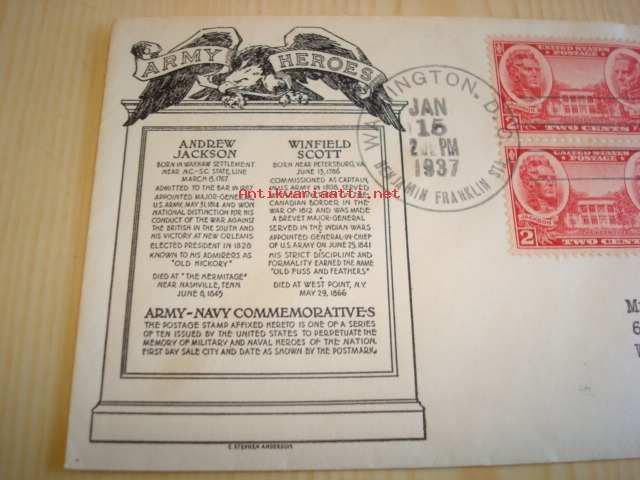 ARMY HEROES
ANDREW
JACKSON
BORN IN WAXHAW SETTLEMENT
NEAR N.C.-S.C. STATE LINE
MARCH 15, 1767
ADMITTED TO THE BAR IN 1787
APPOINTED MAJOR-GENERAL
U.S. ARMY, MAY 31, 1814 AND WON
NATIONAL DISTINCTION FOR HIS
CONDUCT OF THE WAR AGAINST
THE BRITISH IN THE SOUTH AND
HIS VICTORY AT NEW ORLEANS
ELECTED PRESIDENT IN 1828
KNOWN TO HIS ADMIRERS AS
"OLD HICKORY"
DIED AT "THE HERMITAGE"
NEAR NASHVILLE, TENN
JUNE 8, 1845
WINFIELD
SCOTT
BORN NEAR PETERSBURG, VA
JUNE 13, 1786
COMMISSIONED AS CAPTAIN,
IN U.S. ARMY IN 1808, SERVED
CANADIAN BORDER IN THE
WAR OF 1812 AND WAS MADE
A BREVET MAJOR-GENERAL
SERVED IN THE INDIAN WARS
APPOINTED GENERAL-IN-CHIEF
OF U.S. ARMY ON JUNE 25, 1841
HIS STRICT DISCIPLINE AND
FORMALITY EARNED THE NAME
"OLD FUSS AND FEATHERS"
DIED AT WEST POINT, N.Y.
MAY 29, 1866
ARMY-NAVY COMMEMORATIVES
THE POSTAGE STAMP AFFIXED HERETO IS ONE OF A SERIES
OF TEN ISSUED BY THE UNITED STATES TO PERPETUATE THE
MEMORY OF MILITARY AND NAVAL HEROES OF THE NATION.
FIRST DAY SALE CITY AND DATE AS SHOWN BY THE POSTMARK.
C. STEPHEN ANDERSON
WASHINGTON, D.C.
JAN
15
PM
1937
BENJAMIN FRANKLIN STA.
UNITED STATES
POSTAGE
2
TWO CENTS
UNITED STATES
POSTAGE
JACKSON
2
TWO CENTS
antikvariaatti.net
M
6